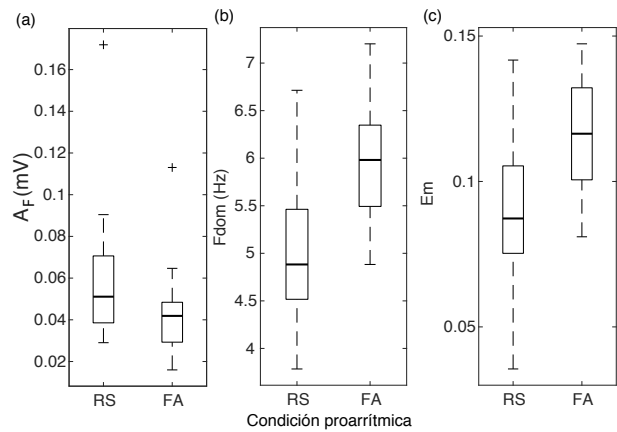 (a)
(b)
(c)
A_F (mV)
0.16
0.14
0.12
0.1
0.08
0.06
0.04
0.02
RS
FA
Fdom (Hz)
7
6.5
6
5.5
5
4.5
4
RS
FA
Em
0.15
0.1
0.05
RS
FA
Condición proarrítmica